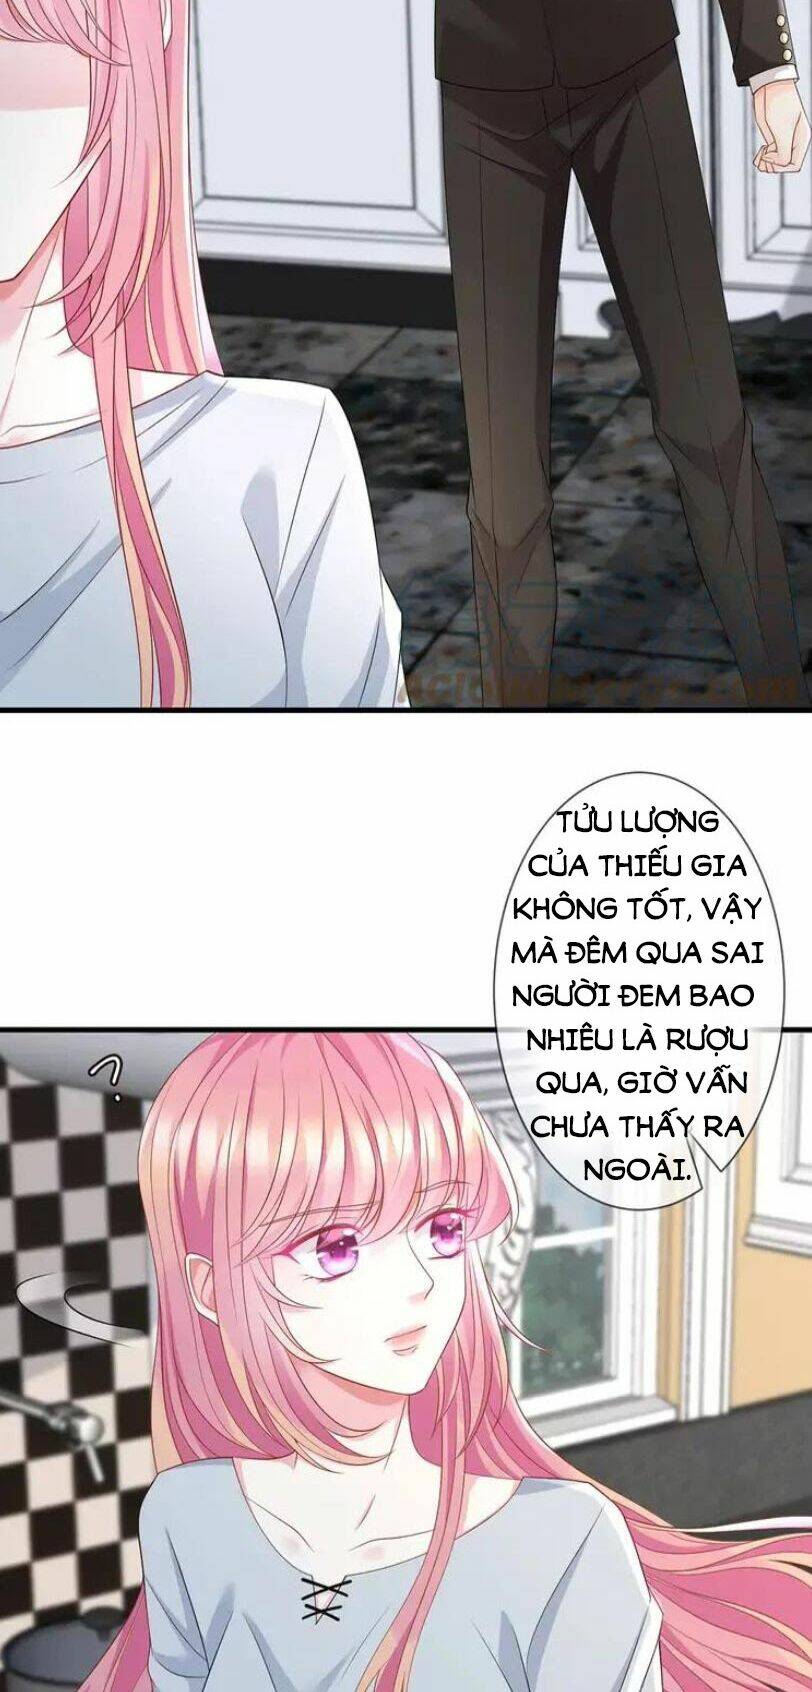 ?
TỬU LƯỢNG
CỦA THIẾU GIA
KHÔNG TỐT, VẬY
MÀ ĐÊM QUA SAI
NGƯỜI ĐEM BAO
NHIÊU LÀ RƯỢU
QUA, GIỜ VẪN
CHƯA THẤY RA
NGOÀI.